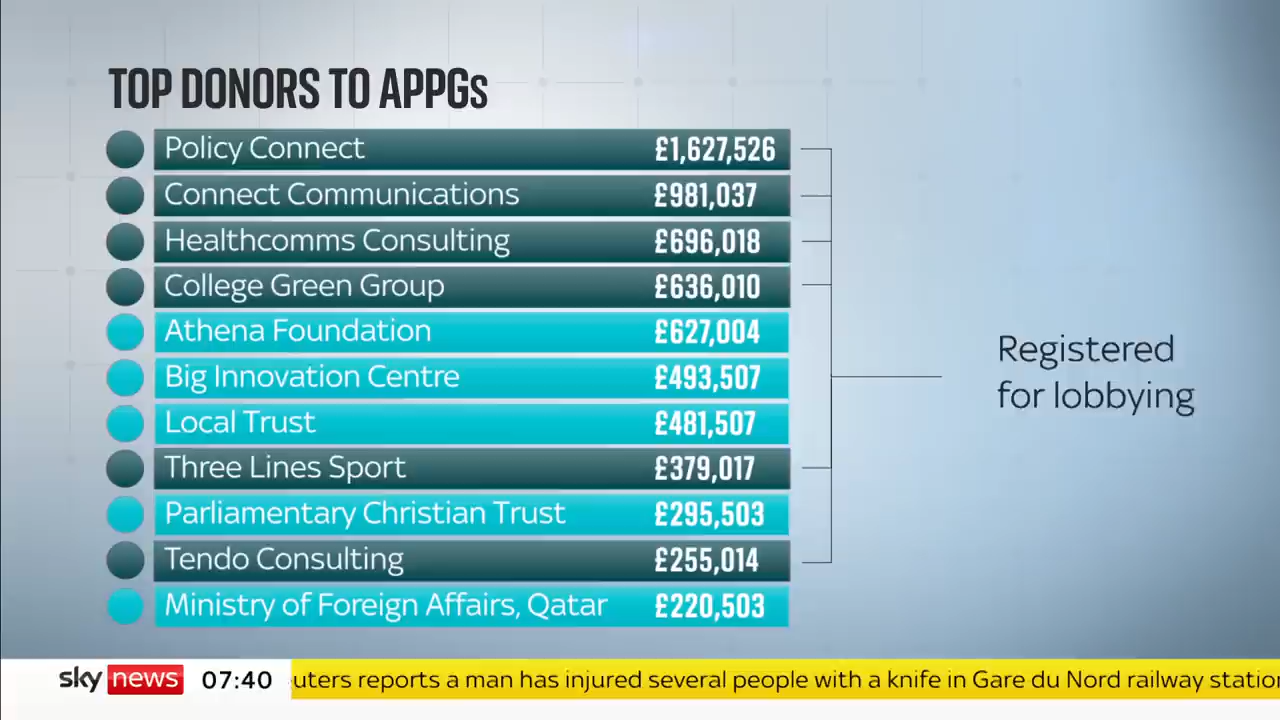 TOP DONORS TO APPGs
Policy Connect £1,627,526
Connect Communications £981,037
Healthcomms Consulting £696,018
College Green Group £636,010
Athena Foundation £627,004
Big Innovation Centre £493,507
Local Trust £481,507
Three Lines Sport £379,017
Parliamentary Christian Trust £295,503
Tendo Consulting £255,014
Ministry of Foreign Affairs, Qatar £220,503
Registered
for lobbying
sky news 07:40 uters reports a man has injured several people with a knife in Gare du Nord railway statio